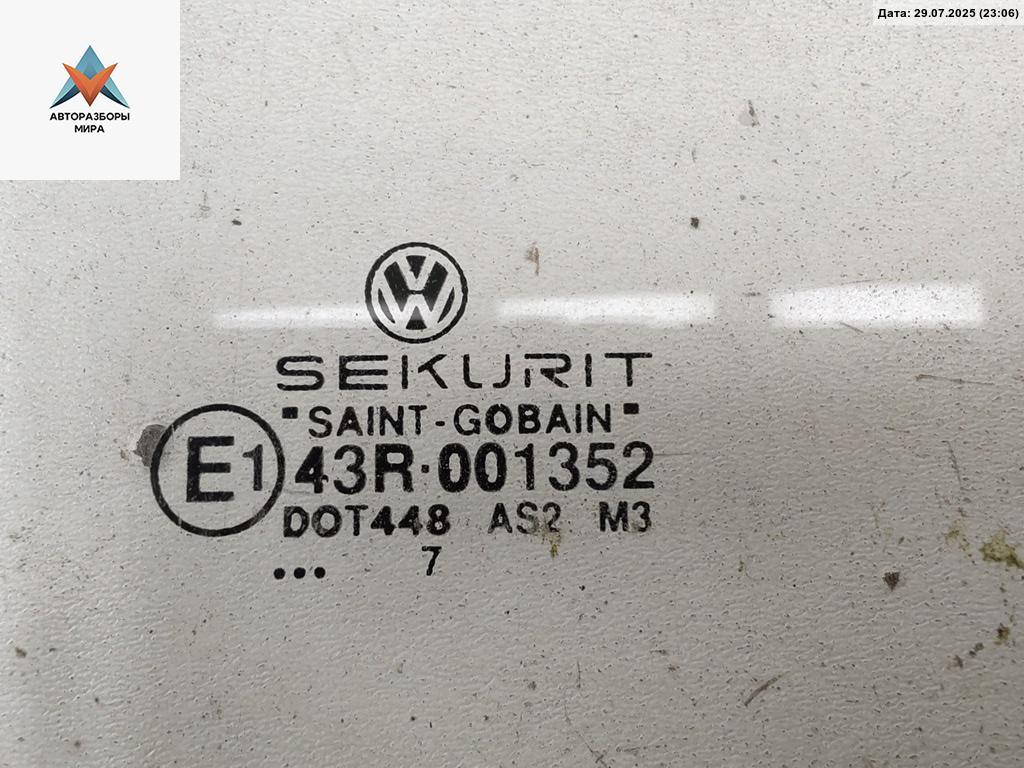 Дата: 29.07.2025 (23:06)
АВТОРАЗБОРЫ
МИРА
SEKURIT
"SAINT-GOBAIN"
E1 43R·001352
DOT448 AS2 M3
... 7